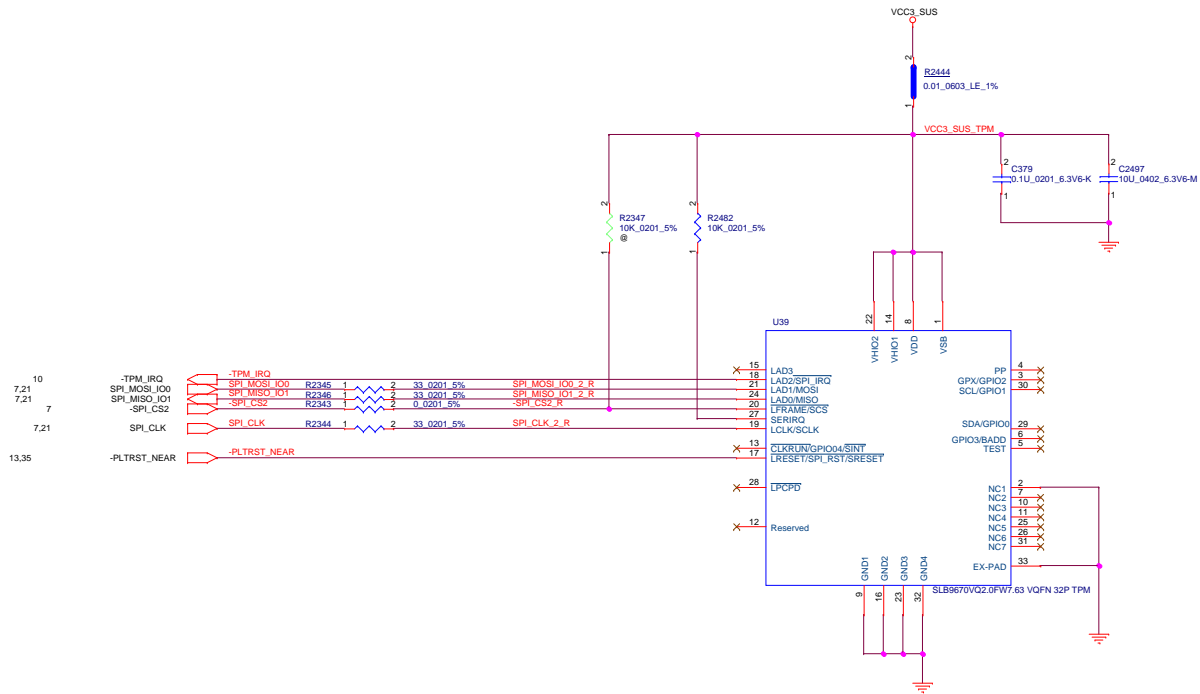 VCC3_SUS
2
R2444
0.01_0603_LE_1%
1
VCC3_SUS_TPM
2
C379
0.1U_0201_6.3V6-K
1
2
C2497
10U_0402_6.3V6-M
1
2
R2347
10K_0201_5%
@
1
2
R2482
10K_0201_5%
1
U39
22
14
8
1
VHIO2
VHIO1
VDD
VSB
10 -TPM_IRQ -TPM_IRQ
7,21 SPI_MOSI_IO0 SPI_MOSI_IO0 R2345 1 2 33_0201_5% SPI_MOSI_IO0_2_R
7,21 SPI_MISO_IO1 SPI_MISO_IO1 R2346 1 2 33_0201_5% SPI_MISO_IO1_2_R
7 -SPI_CS2 -SPI_CS2 R2343 1 2 0_0201_5% -SPI_CS2_R
7,21 SPI_CLK SPI_CLK R2344 1 2 33_0201_5% SPI_CLK_2_R
13,35 -PLTRST_NEAR -PLTRST_NEAR
15 LAD3
18 LAD2/SPI_IRQ
21 LAD1/MOSI
24 LAD0/MISO
20 LFRAME/SCS
27 SERIRQ
19 LCLK/SCLK
13 CLKRUN/GPIO04/SINT
17 LRESET/SPI_RST/SRESET
28 LPCPD
12 Reserved
PP 4
GPX/GPIO2 3
SCL/GPIO1 30
SDA/GPIO0 29
GPIO3/BADD 6
TEST 5
NC1 2
NC2 7
NC3 10
NC4 11
NC5 25
NC6 26
NC7 31
EX-PAD 33
GND1
GND2
GND3
GND4
9
16
23
32
SLB9670VQ2.0FW7.63 VQFN 32P TPM